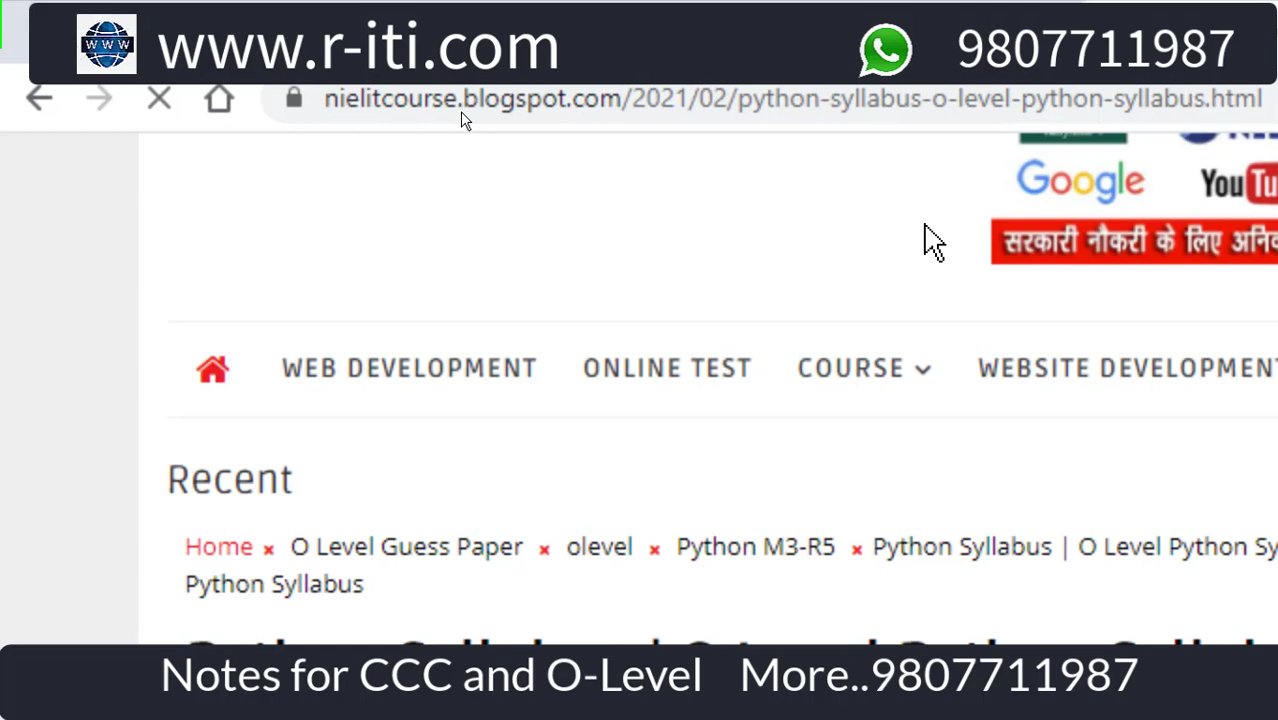 WWW www.r-iti.com 9807711987
nielitcourse.blogspot.com/2021/02/python-syllabus-o-level-python-syllabus.html
Google YouTu
सरकारी नौकरी के लिए
WEB DEVELOPMENT ONLINE TEST COURSE WEBSITE DEVELOPMENT
Recent
Home × O Level Guess Paper × olevel × Python M3-R5 × Python Syllabus | O Level Python Sy
Python Syllabus
Notes for CCC and O-Level More..9807711987